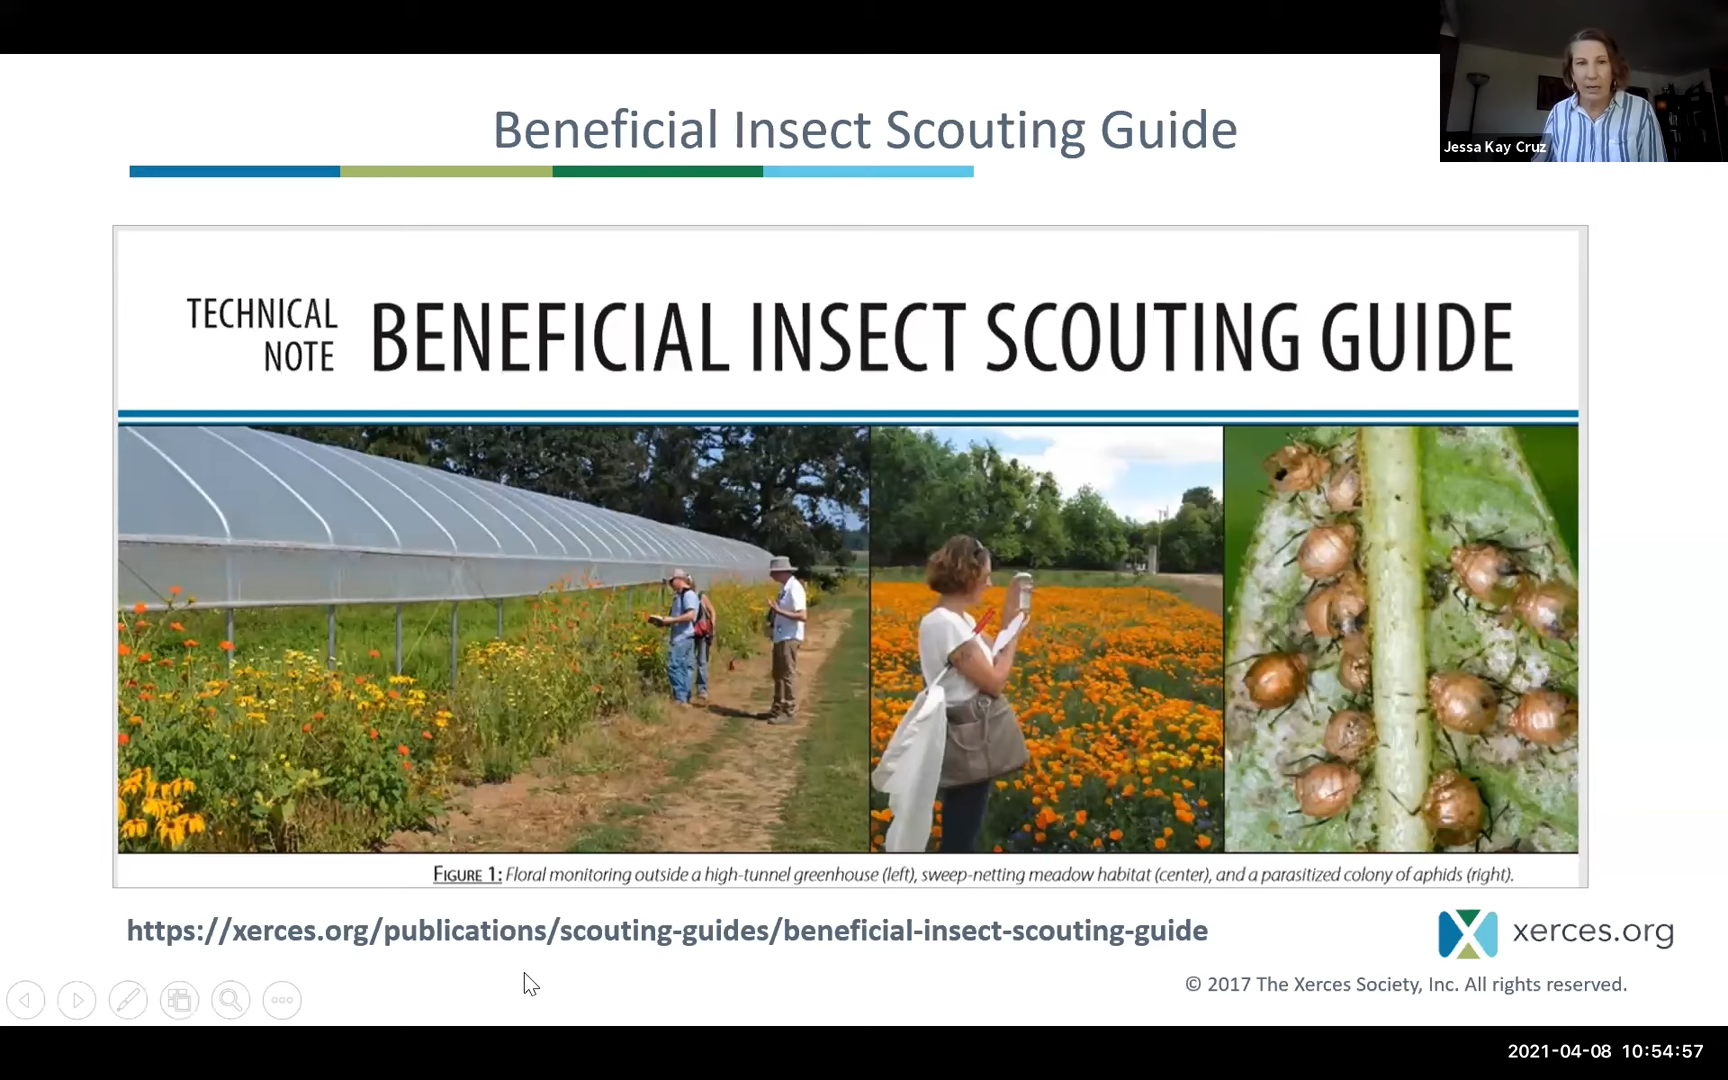 Beneficial Insect Scouting Guide
Jessa Kay Cruz
TECHNICAL
NOTE
BENEFICIAL INSECT SCOUTING GUIDE
FIGURE 1: Floral monitoring outside a high-tunnel greenhouse (left), sweep-netting meadow habitat (center), and a parasitized colony of aphids (right).
https://xerces.org/publications/scouting-guides/beneficial-insect-scouting-guide
xerces.org
© 2017 The Xerces Society, Inc. All rights reserved.
2021-04-08 10:54:57